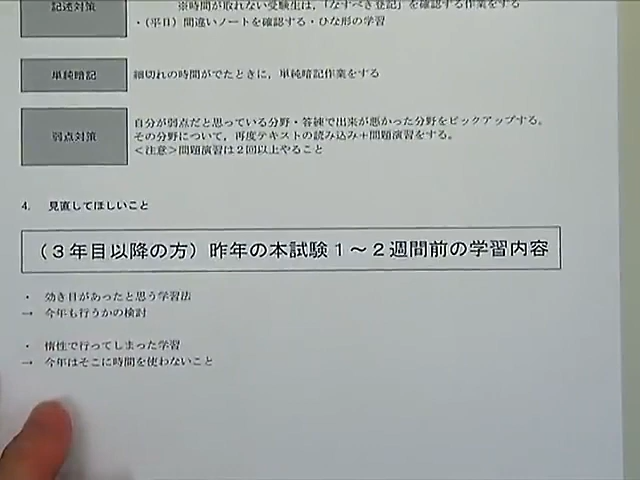 記述対策
※時間が取れない受験生は,「なすべき登記」を確認する作業をする
・(平日)間違いノートを確認する・ひな形の学習
単純暗記
細切れの時間がでたときに,単純暗記作業をする
弱点対策
自分が弱点だと思っている分野・答練で出来が悪かった分野をピックアップする。
その分野について,再度テキストの読み込み+問題演習をする。
<注意>問題演習は2回以上やること
4. 見直してほしいこと
(3年目以降の方)昨年の本試験1~2週間前の学習内容
・ 効き目があったと思う学習法
→ 今年も行うかの検討
・ 惰性で行ってしまった学習
→ 今年はそこに時間を使わないこと